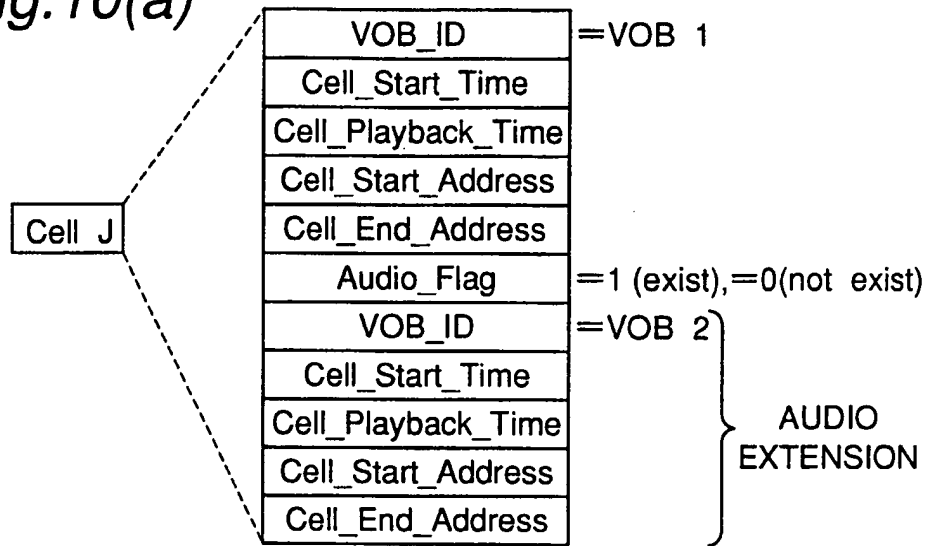 ig. 10(a)
VOB_ID =VOB 1
Cell_Start_Time
Cell_Playback_Time
Cell_Start_Address
Cell J
Cell_End_Address
Audio_Flag =1 (exist),=0(not exist)
VOB_ID =VOB 2
Cell_Start_Time
Cell_Playback_Time
AUDIO
EXTENSION
Cell_Start_Address
Cell_End_Address